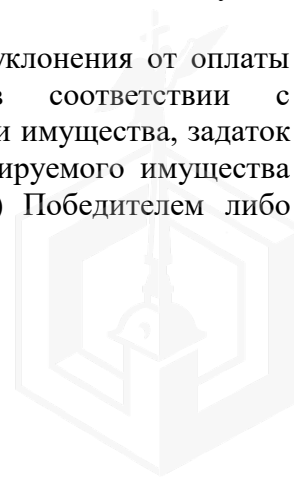 уклонения от оплаты
в соответствии с
и имущества, задаток
ируемого имущества
) Победителем либо